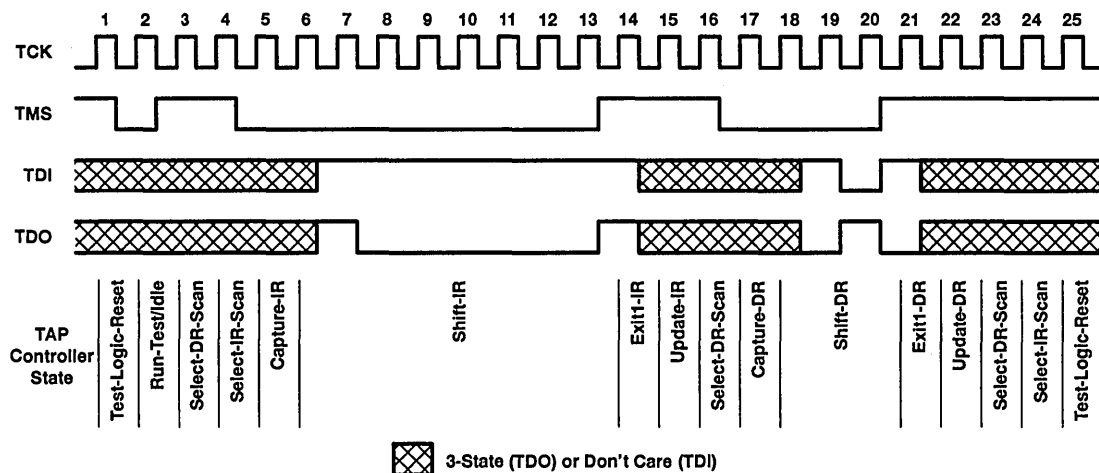 1 2 3 4 5 6 7 8 9 10 11 12 13 14 15 16 17 18 19 20 21 22 23 24 25
TCK
TMS
TDI
TDO
TAP
Controller
State
Test-Logic-Reset
Run-Test/Idle
Select-DR-Scan
Select-IR-Scan
Capture-IR
Shift-IR
Exit1-IR
Update-IR
Select-DR-Scan
Capture-DR
Shift-DR
Exit1-DR
Update-DR
Select-DR-Scan
Select-IR-Scan
Test-Logic-Reset
3-State (TDO) or Don't Care (TDI)